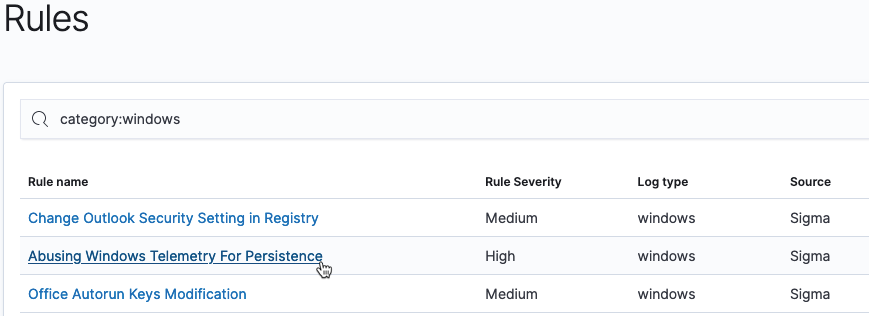 Rules
category:windows
Rule name Rule Severity Log type Source
Change Outlook Security Setting in Registry Medium windows Sigma
Abusing Windows Telemetry For Persistence High windows Sigma
Office Autorun Keys Modification Medium windows Sigma